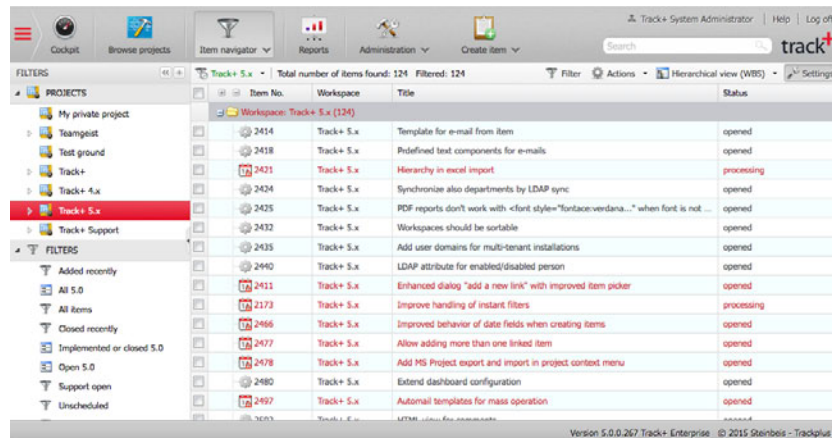 Track+ System Administrator | Help | Log off
Cockpit Browse projects Item navigator Reports Administration Create item Search track+
FILTERS Track+ 5.x Total number of items found: 124 Filtered: 124 Filter Actions Hierarchical view (WBS) Settings
PROJECTS Item No. Workspace Title Status
My private project Workspace: Track+ 5.x (124)
Teamgeist 2414 Track+ 5.x Template for e-mail from item opened
Test ground 2418 Track+ 5.x Prdefined text components for e-mails opened
Track+ 2421 Track+ 5.x Hierarchy in excel import processing
Track+ 4.x 2424 Track+ 5.x Synchronize also departments by LDAP sync opened
Track+ 5.x 2425 Track+ 5.x PDF reports don't work with <font style="fontace:verdana..." when font is not ... opened
Track+ Support 2432 Track+ 5.x Workspaces should be sortable opened
FILTERS 2435 Track+ 5.x Add user domains for multi-tenant installations opened
Added recently 2440 Track+ 5.x LDAP attribute for enabled/disabled person opened
All 5.0 2411 Track+ 5.x Enhanced dialog "add a new link" with improved item picker opened
All items 2173 Track+ 5.x Improve handling of instant filters processing
Closed recently 2466 Track+ 5.x Improved behavior of date fields when creating items opened
Implemented or closed 5.0 2477 Track+ 5.x Allow adding more than one linked item opened
Open 5.0 2478 Track+ 5.x Add MS Project export and import in project context menu opened
Support open 2480 Track+ 5.x Extend dashboard configuration opened
Unscheduled 2497 Track+ 5.x Automail templates for mass operation opened
Version 5.0.0.267 Track+ Enterprise © 2015 Steinbeis - Trackplus